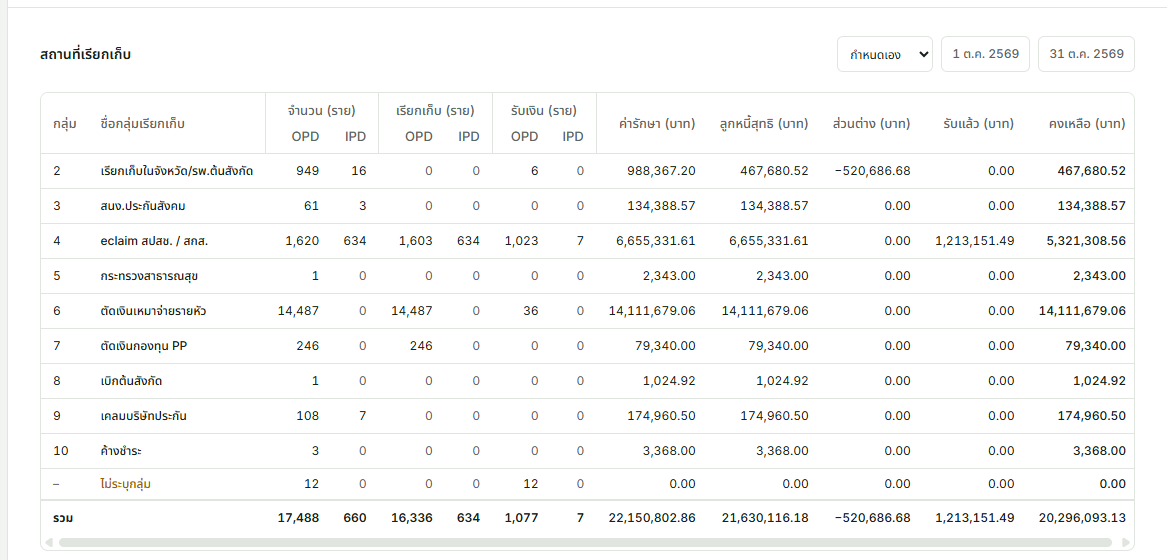 สถานที่เรียกเก็บ กำหนดเอง 1 ต.ค. 2569 31 ต.ค. 2569
กลุ่ม ชื่อกลุ่มเรียกเก็บ จำนวน (ราย) เรียกเก็บ (ราย) รับเงิน (ราย) ค่ารักษา (บาท) ลูกหนี้สุทธิ (บาท) ส่วนต่าง (บาท) รับแล้ว (บาท) คงเหลือ (บาท)
OPD IPD OPD IPD OPD IPD
2 เรียกเก็บในจังหวัด/รพ.ต้นสังกัด 949 16 0 0 6 0 988,367.20 467,680.52 −520,686.68 0.00 467,680.52
3 สนง.ประกันสังคม 61 3 0 0 0 0 134,388.57 134,388.57 0.00 0.00 134,388.57
4 eclaim สปสช. / สกส. 1,620 634 1,603 634 1,023 7 6,655,331.61 6,655,331.61 0.00 1,213,151.49 5,321,308.56
5 กระทรวงสาธารณสุข 1 0 0 0 0 0 2,343.00 2,343.00 0.00 0.00 2,343.00
6 ตัดเงินเหมาจ่ายรายหัว 14,487 0 14,487 0 36 0 14,111,679.06 14,111,679.06 0.00 0.00 14,111,679.06
7 ตัดเงินกองทุน PP 246 0 246 0 0 0 79,340.00 79,340.00 0.00 0.00 79,340.00
8 เบิกต้นสังกัด 1 0 0 0 0 0 1,024.92 1,024.92 0.00 0.00 1,024.92
9 เคลมบริษัทประกัน 108 7 0 0 0 0 174,960.50 174,960.50 0.00 0.00 174,960.50
10 ค้างชำระ 3 0 0 0 0 0 3,368.00 3,368.00 0.00 0.00 3,368.00
– ไม่ระบุกลุ่ม 12 0 0 0 12 0 0.00 0.00 0.00 0.00 0.00
รวม 17,488 660 16,336 634 1,077 7 22,150,802.86 21,630,116.18 −520,686.68 1,213,151.49 20,296,093.13